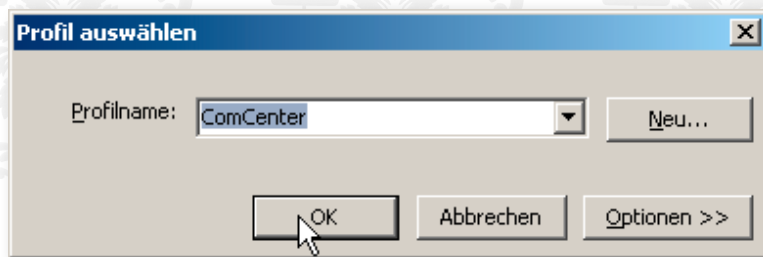 Profil auswählen
Profilname: ComCenter Neu...
OK Abbrechen Optionen >>